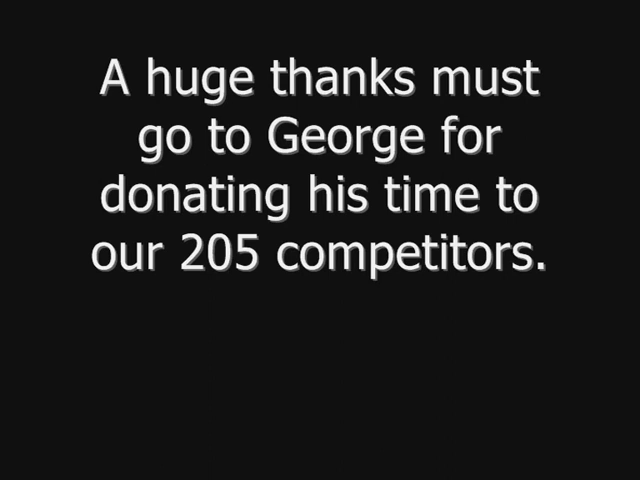 A huge thanks must
go to George for
donating his time to
our 205 competitors.